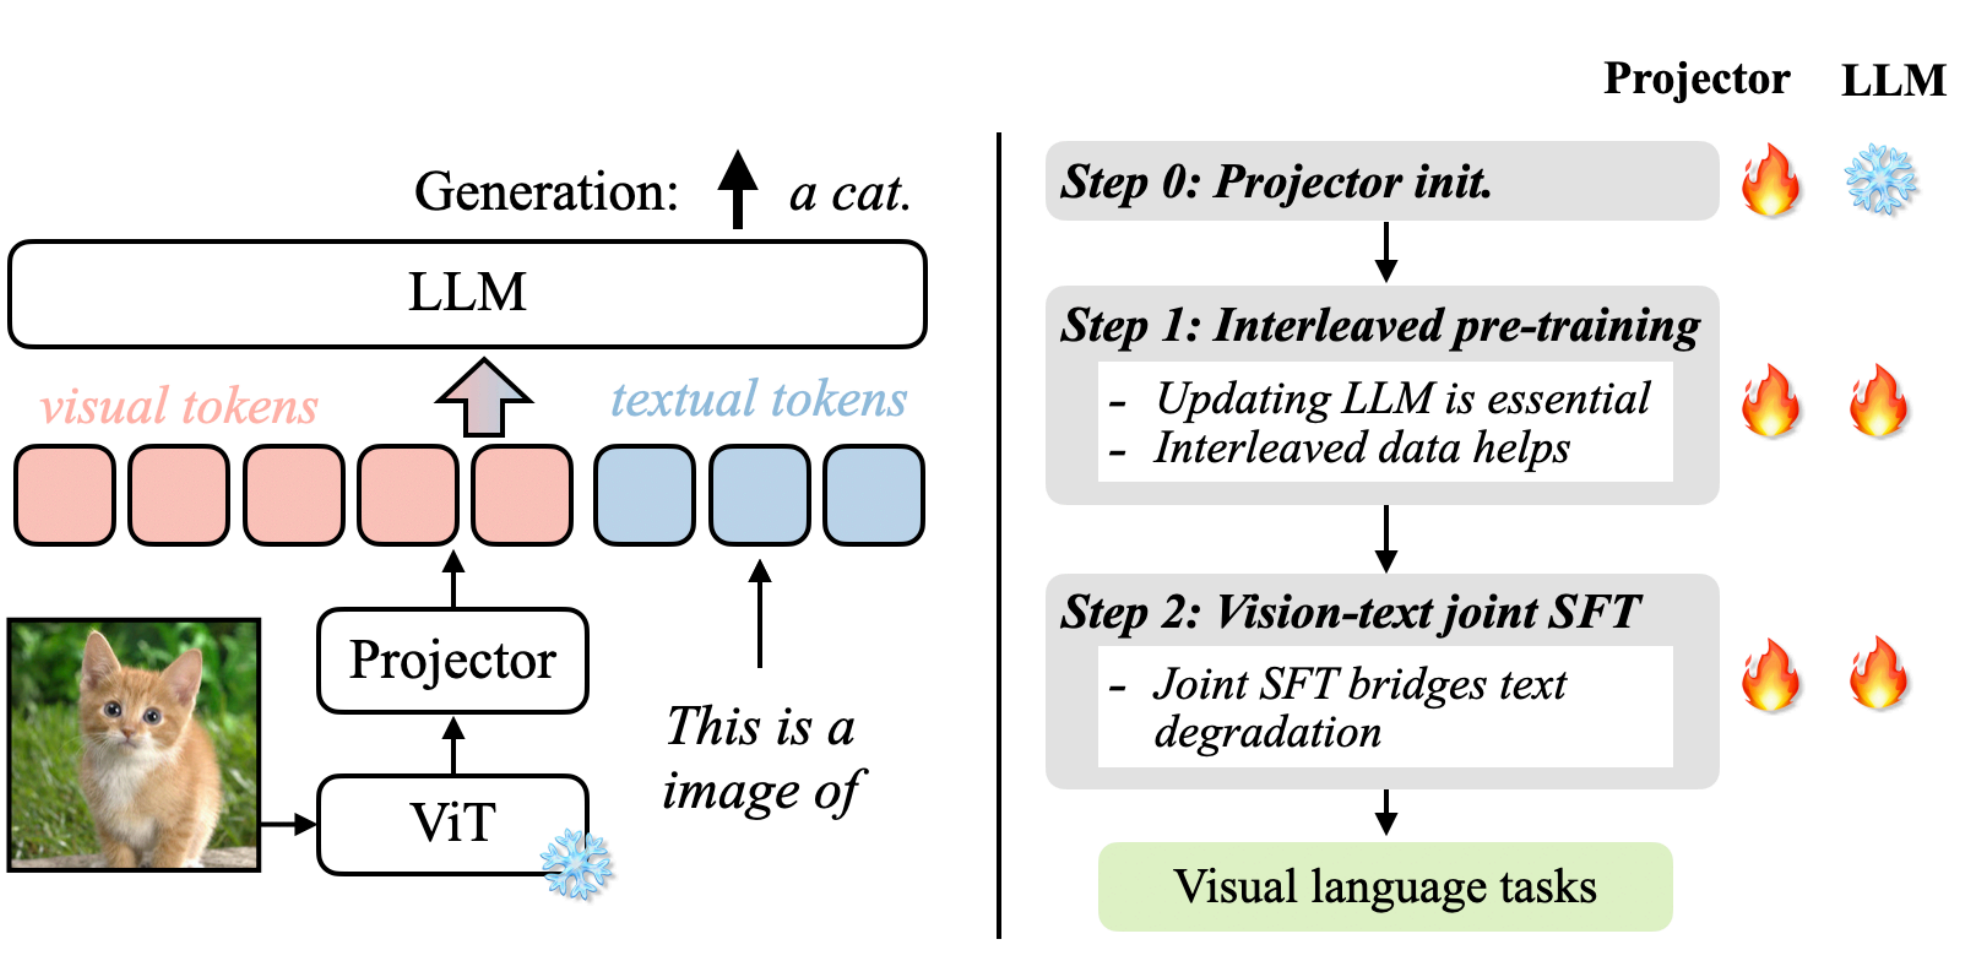 Generation: a cat.
LLM
visual tokens
textual tokens
Projector
This is a
image of
ViT
Projector LLM
Step 0: Projector init.
Step 1: Interleaved pre-training
- Updating LLM is essential
- Interleaved data helps
Step 2: Vision-text joint SFT
- Joint SFT bridges text
degradation
Visual language tasks